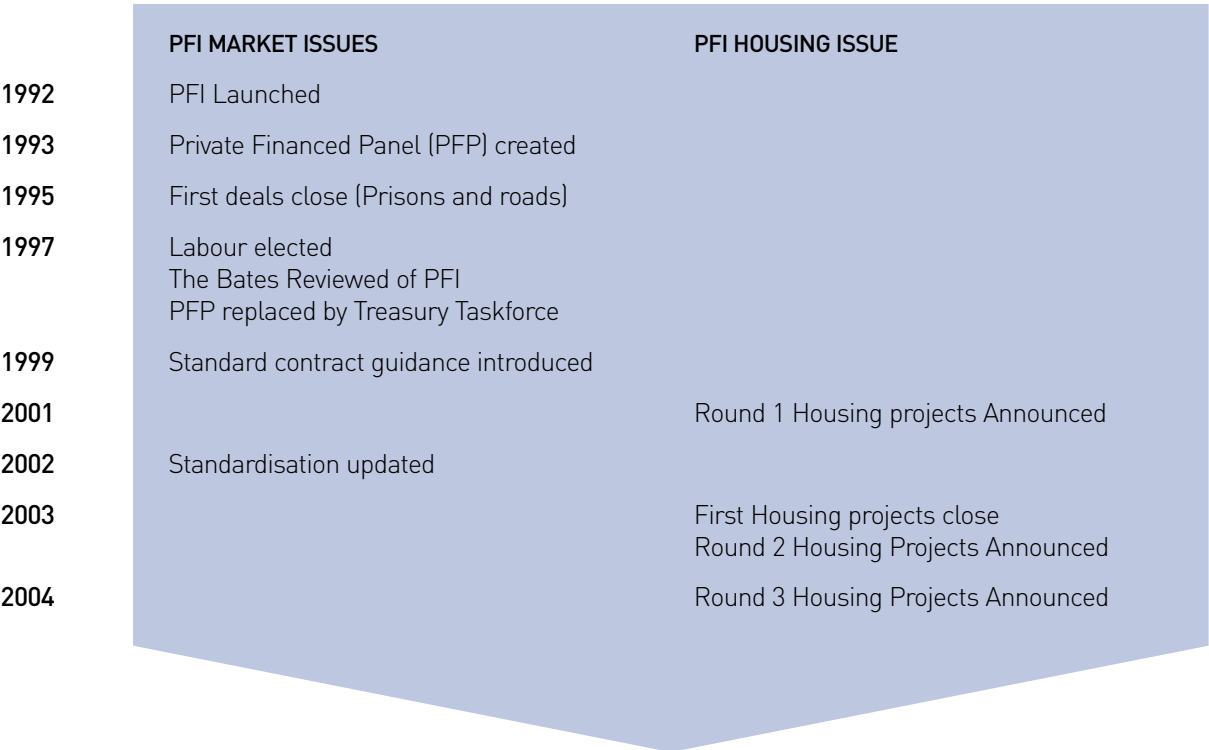 PFI MARKET ISSUES PFI HOUSING ISSUE
1992 PFI Launched
1993 Private Financed Panel (PFP) created
1995 First deals close (Prisons and roads)
1997 Labour elected
The Bates Reviewed of PFI
PFP replaced by Treasury Taskforce
1999 Standard contract guidance introduced
2001 Round 1 Housing projects Announced
2002 Standardisation updated
2003 First Housing projects close
Round 2 Housing Projects Announced
2004 Round 3 Housing Projects Announced